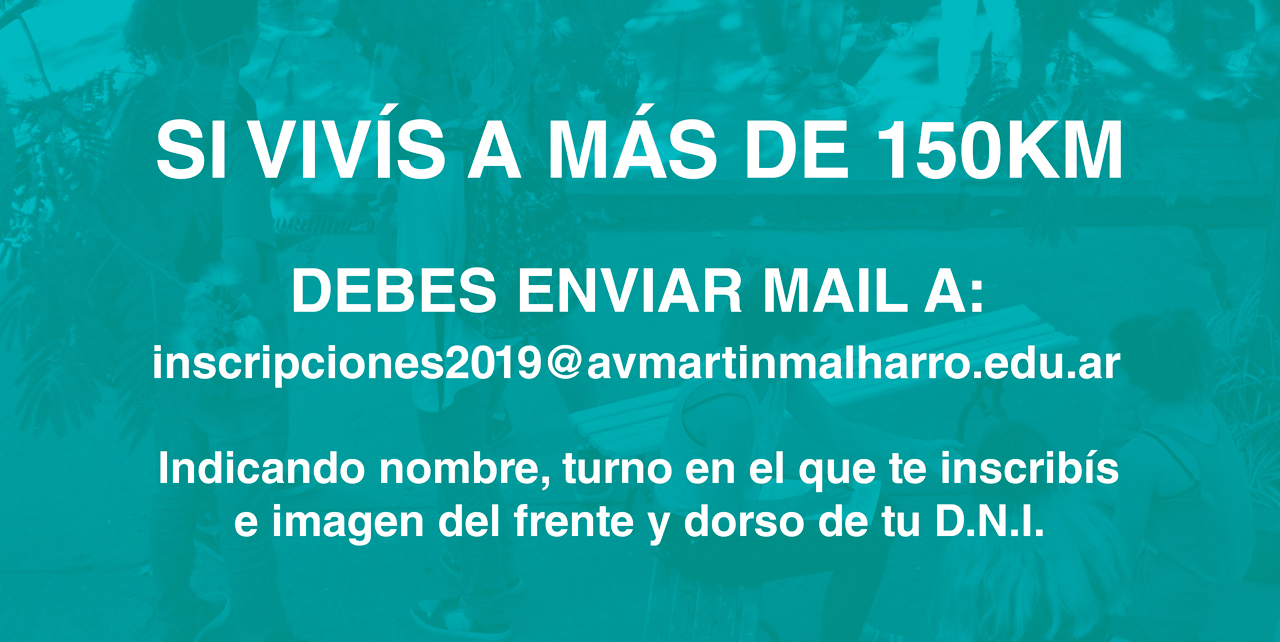 SI VIVÍS A MÁS DE 150KM
DEBES ENVIAR MAIL A:
inscripciones2019@avmartinmalharro.edu.ar
Indicando nombre, turno en el que te inscribís
e imagen del frente y dorso de tu D.N.I.